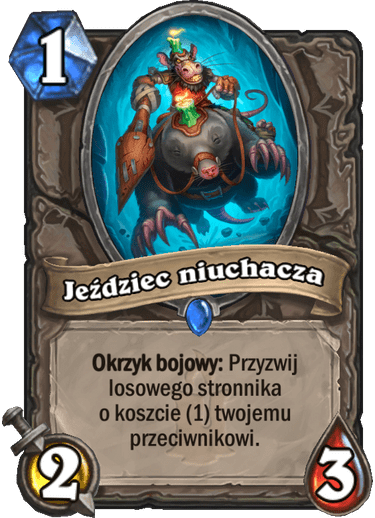 1
Jeździec niuchacza
Okrzyk bojowy: Przyzwij
losowego stronnika
o koszcie (1) twojemu
przeciwnikowi.
2
3